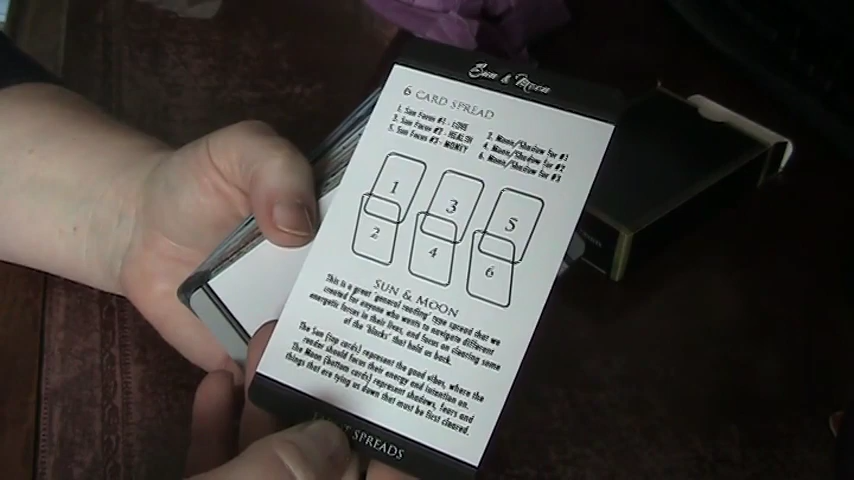 Sun & Moon
6 CARD SPREAD
1. Sun Focus #1 - LOVE
3. Sun Focus #2 - HEALTH
5. Sun Focus #3 - MONEY
2. Moon/Shadow for #1
4. Moon/Shadow for #2
6. Moon/Shadow for #3
1
3
5
2
4
6
SUN & MOON
This is a great 'general reading' type spread that we
created for anyone who wants to navigate different
energetic forces in their lives, and focus on clearing some
of the 'blocks' that hold us back.
The Sun (top cards) represent the good vibes, where the
reader should focus their energy and intention on.
The Moon (bottom cards) represent shadows, fears and
things that are tying us down that must be first cleared.
SPREADS